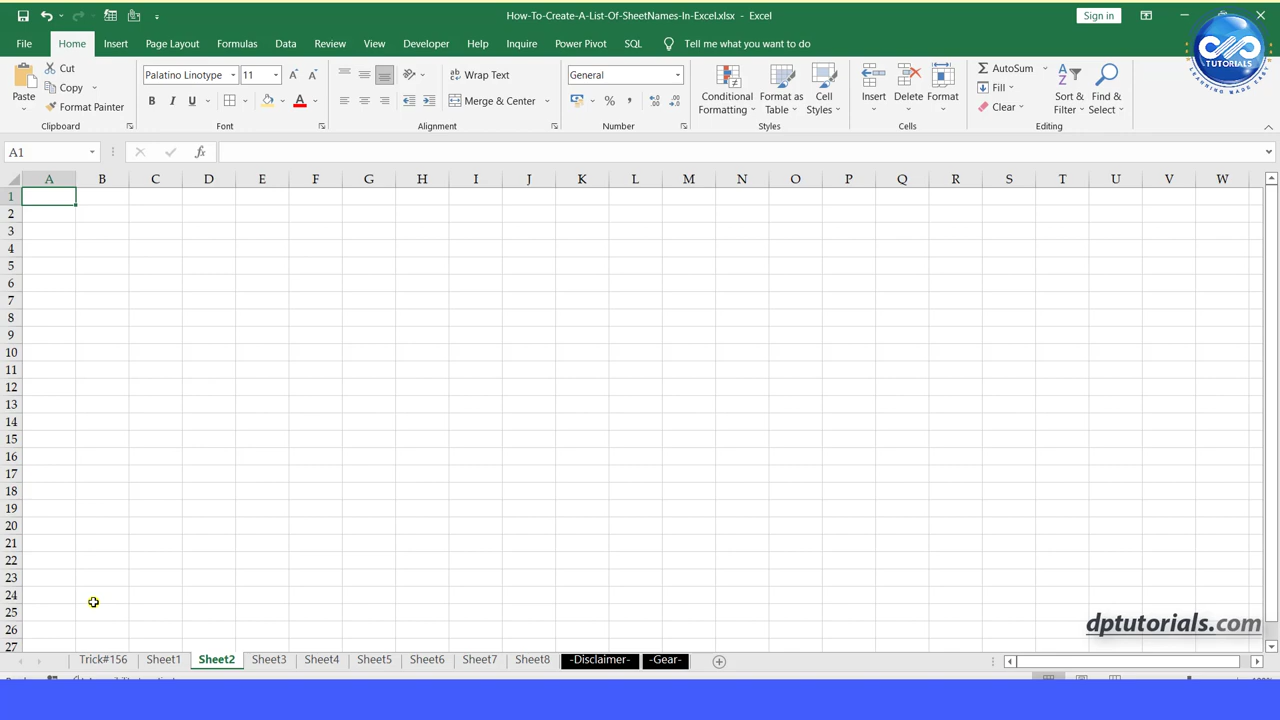 How-To-Create-A-List-Of-SheetNames-In-Excel.xlsx - Excel
Sign in
File Home Insert Page Layout Formulas Data Review View Developer Help Inquire Power Pivot SQL Tell me what you want to do
TUTORIALS
Paste
Cut
Copy
Format Painter
Palatino Linotype 11
B I U A
Wrap Text
Merge & Center
General
% ,
Conditional Formatting
Format as Table
Cell Styles
Insert
Delete
Format
AutoSum
Fill
Clear
Sort & Filter
Find & Select
Clipboard Font Alignment Number Styles Cells Editing
A1 fx
A B C D E F G H I J K L M N O P Q R S T U V W
1
2
3
4
5
6
7
8
9
10
11
12
13
14
15
16
17
18
19
20
21
22
23
24
25
26
27
dptutorials.com
Trick#156 Sheet1 Sheet2 Sheet3 Sheet4 Sheet5 Sheet6 Sheet7 Sheet8 -Disclaimer- -Gear-